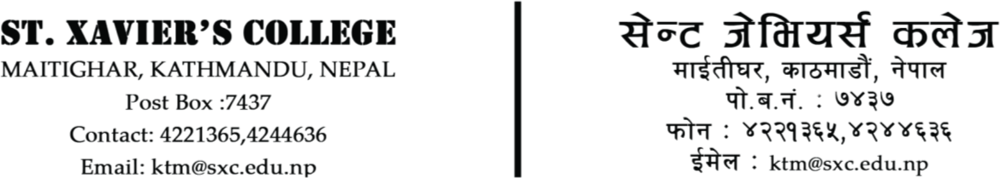 ST. XAVIER'S COLLEGE
MAITIGHAR, KATHMANDU, NEPAL
Post Box :7437
Contact: 4221365,4244636
Email: ktm@sxc.edu.np
सेन्ट जेभियर्स कलेज
माईतीघर, काठमाडौं, नेपाल
पो.ब.नं. : ७४३७
फोन : ४२२१३६५,४२४४६३६
ईमेल : ktm@sxc.edu.np